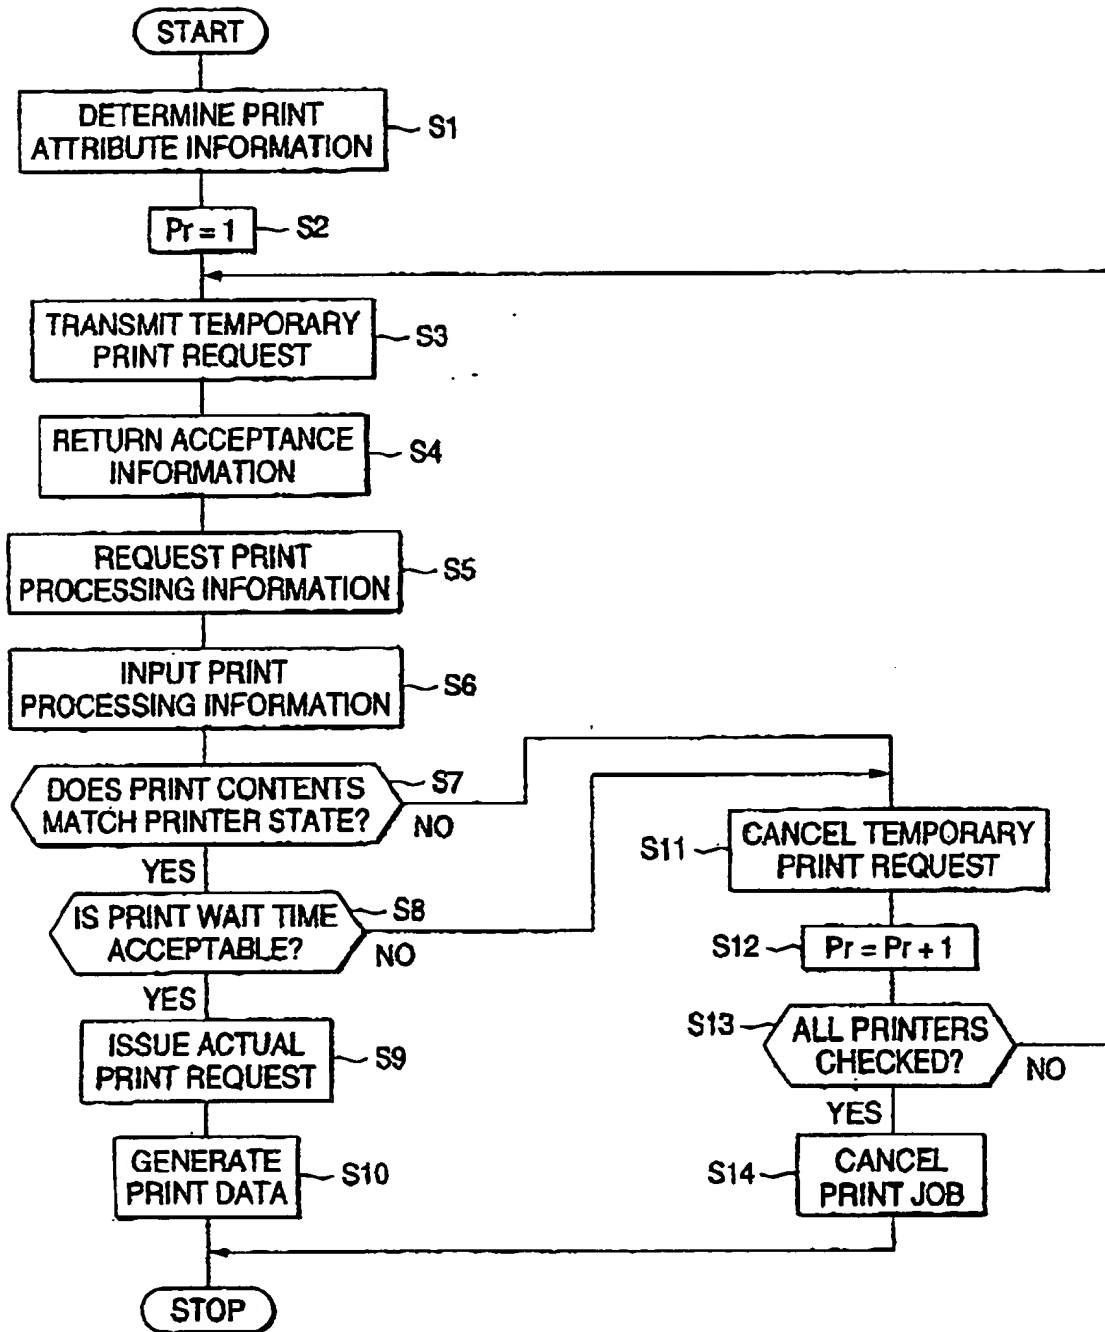 START
DETERMINE PRINT
ATTRIBUTE INFORMATION
S1
Pr = 1
S2
TRANSMIT TEMPORARY
PRINT REQUEST
S3
RETURN ACCEPTANCE
INFORMATION
S4
REQUEST PRINT
PROCESSING INFORMATION
S5
INPUT PRINT
PROCESSING INFORMATION
S6
DOES PRINT CONTENTS
MATCH PRINTER STATE?
S7
NO
YES
IS PRINT WAIT TIME
ACCEPTABLE?
S8
NO
YES
ISSUE ACTUAL
PRINT REQUEST
S9
GENERATE
PRINT DATA
S10
S11
CANCEL TEMPORARY
PRINT REQUEST
S12
Pr = Pr + 1
S13
ALL PRINTERS
CHECKED?
NO
YES
S14
CANCEL
PRINT JOB
STOP